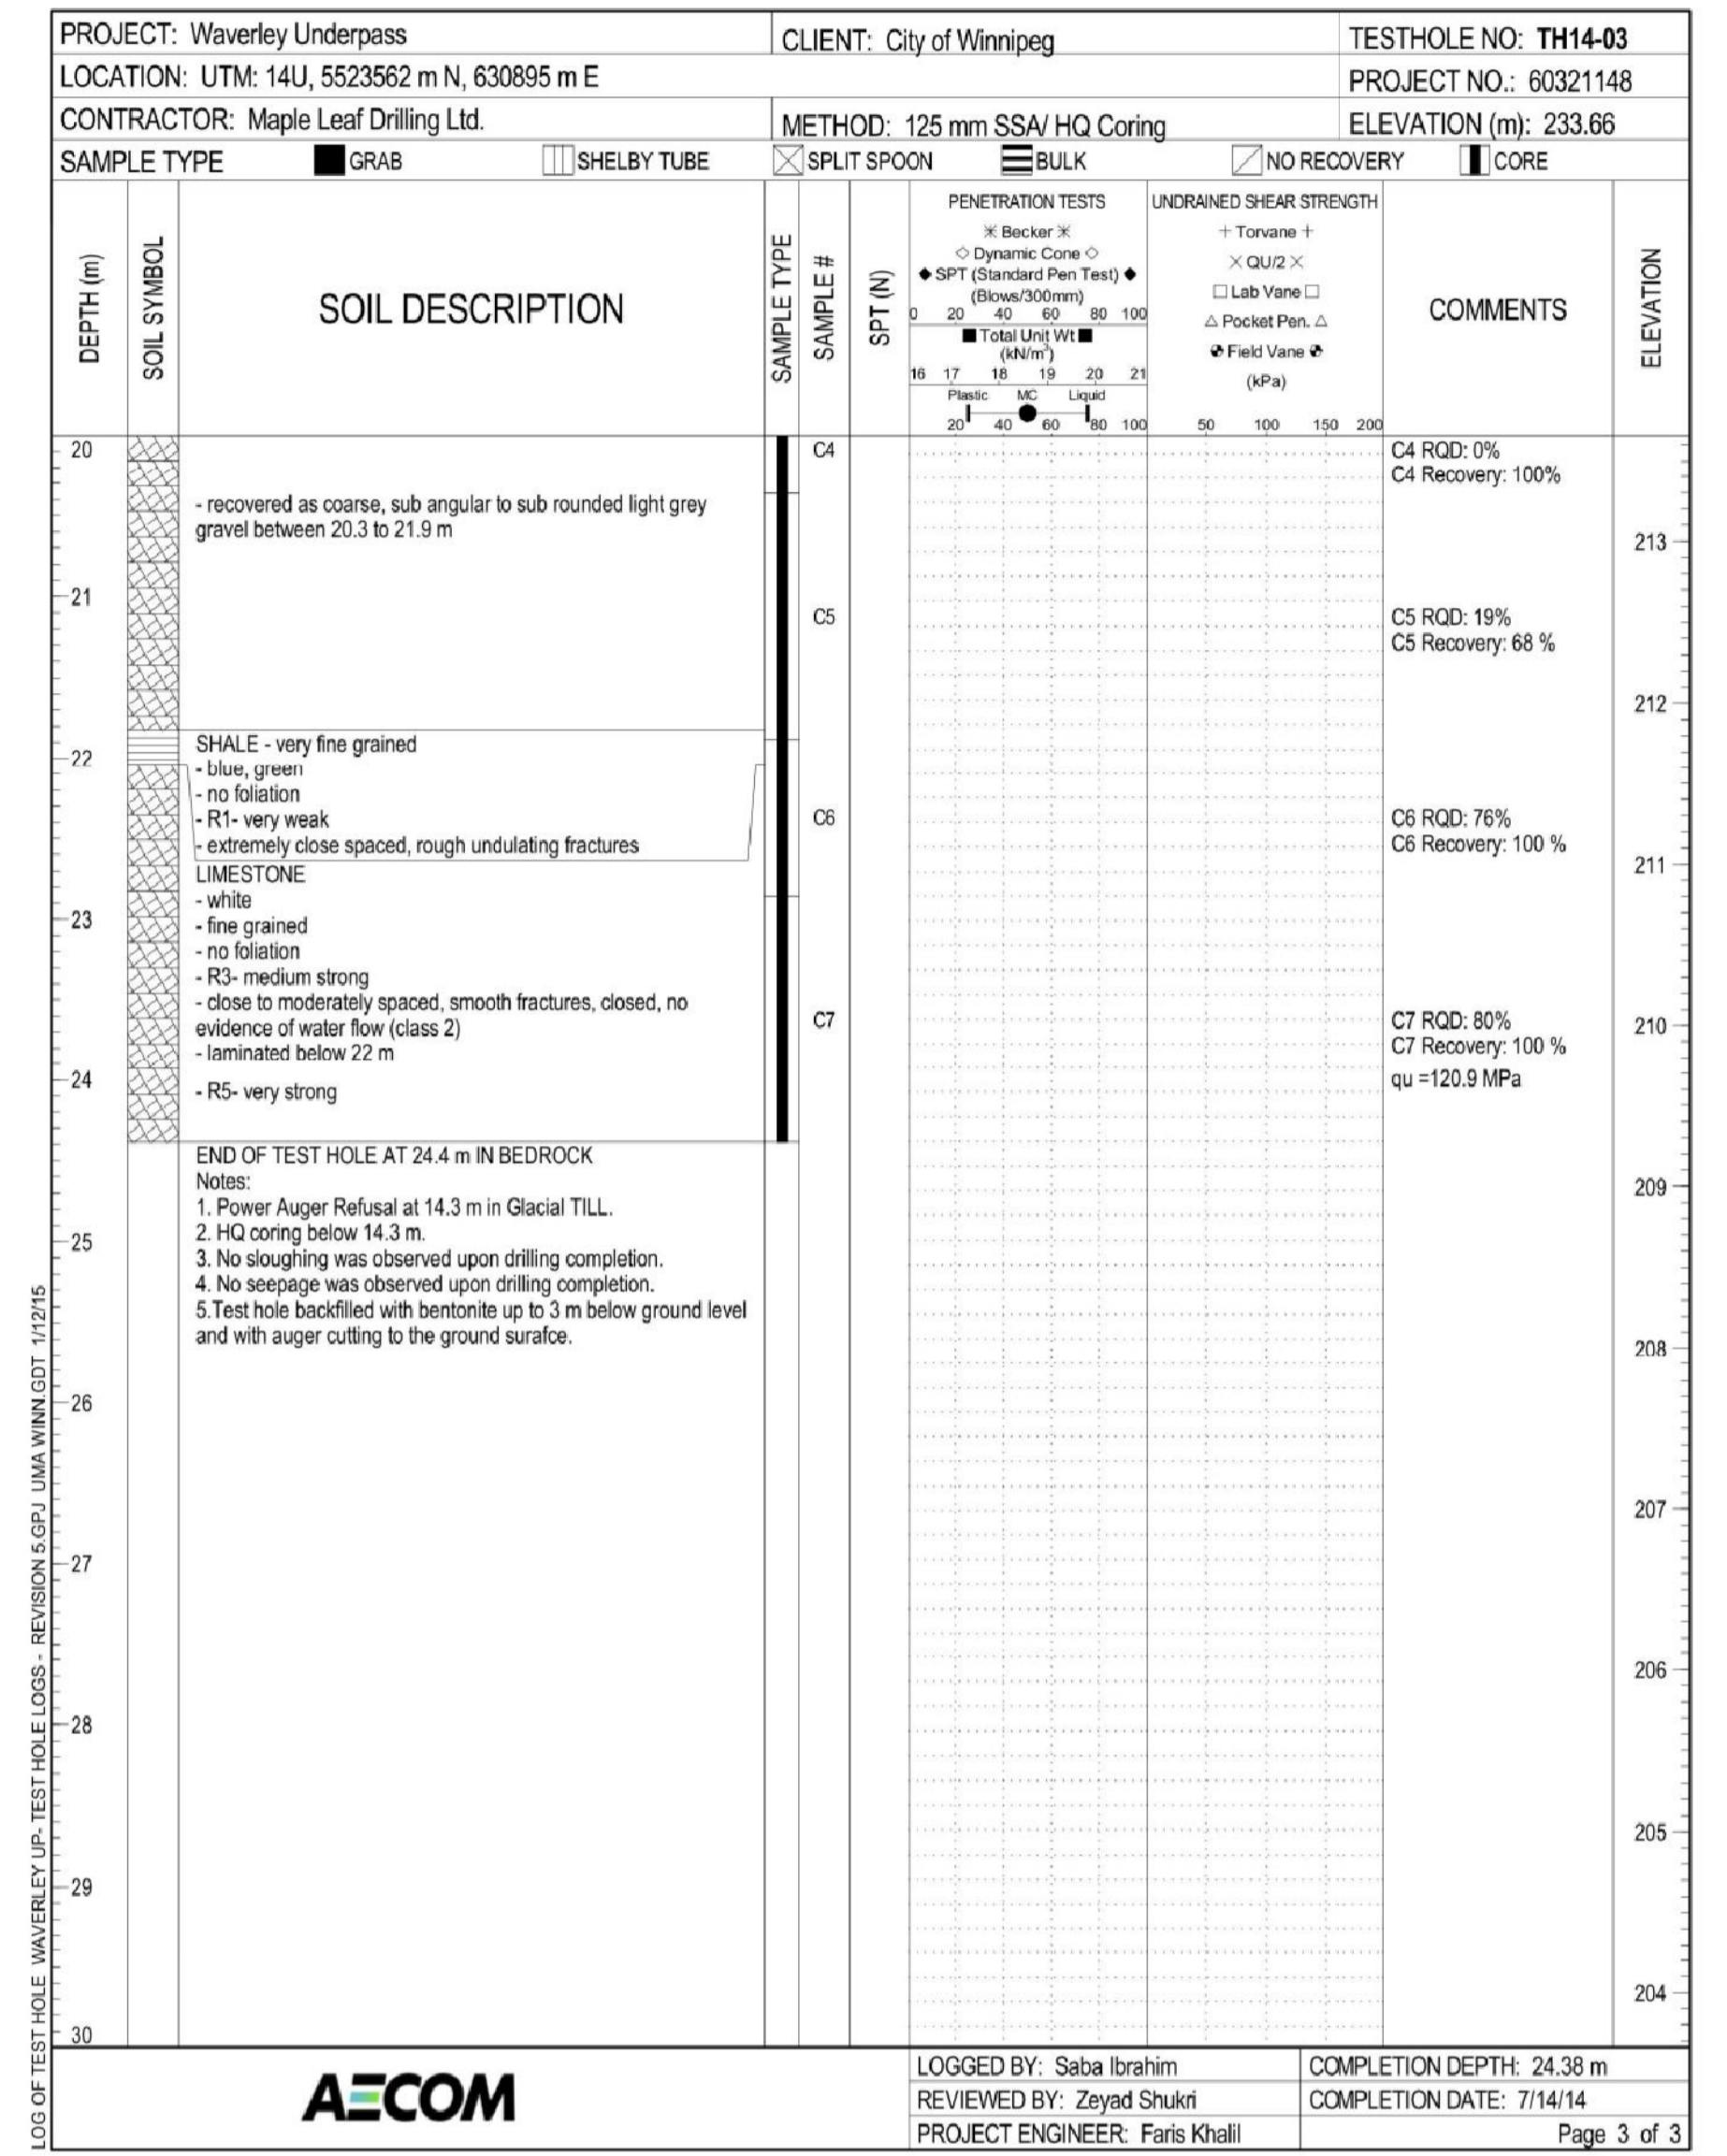 PROJECT: Waverley Underpass
CLIENT: City of Winnipeg
TESTHOLE NO: TH14-03
LOCATION: UTM: 14U, 5523562 m N, 630895 m E
PROJECT NO.: 60321148
CONTRACTOR: Maple Leaf Drilling Ltd.
METHOD: 125 mm SSA/ HQ Coring
ELEVATION (m): 233.66
SAMPLE TYPE
GRAB
SHELBY TUBE
SPLIT SPOON
BULK
NO RECOVERY
CORE
DEPTH (m)
SOIL SYMBOL
SOIL DESCRIPTION
SAMPLE TYPE
SAMPLE #
SPT (N)
PENETRATION TESTS
✳ Becker ✳
◇ Dynamic Cone ◇
◆ SPT (Standard Pen Test) ◆
(Blows/300mm)
0 20 40 60 80 100
■ Total Unit Wt ■
(kN/m³)
16 17 18 19 20 21
Plastic MC Liquid
20 40 60 80 100
UNDRAINED SHEAR STRENGTH
+ Torvane +
× QU/2 ×
□ Lab Vane □
△ Pocket Pen. △
Field Vane
(kPa)
50 100 150 200
COMMENTS
ELEVATION
20
C4
C4 RQD: 0%
C4 Recovery: 100%
- recovered as coarse, sub angular to sub rounded light grey
gravel between 20.3 to 21.9 m
213
21
C5
C5 RQD: 19%
C5 Recovery: 68 %
212
SHALE - very fine grained
22
- blue, green
- no foliation
- R1- very weak
C6
C6 RQD: 76%
- extremely close spaced, rough undulating fractures
C6 Recovery: 100 %
211
LIMESTONE
- white
23
- fine grained
- no foliation
- R3- medium strong
- close to moderately spaced, smooth fractures, closed, no
evidence of water flow (class 2)
C7
C7 RQD: 80%
210
- laminated below 22 m
C7 Recovery: 100 %
24
- R5- very strong
qu =120.9 MPa
END OF TEST HOLE AT 24.4 m IN BEDROCK
Notes:
209
1. Power Auger Refusal at 14.3 m in Glacial TILL.
2. HQ coring below 14.3 m.
25
3. No sloughing was observed upon drilling completion.
4. No seepage was observed upon drilling completion.
5.Test hole backfilled with bentonite up to 3 m below ground level
and with auger cutting to the ground surafce.
208
26
207
27
206
28
205
29
204
30
LOG OF TEST HOLE WAVERLEY UP- TEST HOLE LOGS - REVISION 5.GPJ UMA WINN.GDT 1/12/15
AECOM
LOGGED BY: Saba Ibrahim
COMPLETION DEPTH: 24.38 m
REVIEWED BY: Zeyad Shukri
COMPLETION DATE: 7/14/14
PROJECT ENGINEER: Faris Khalil
Page 3 of 3